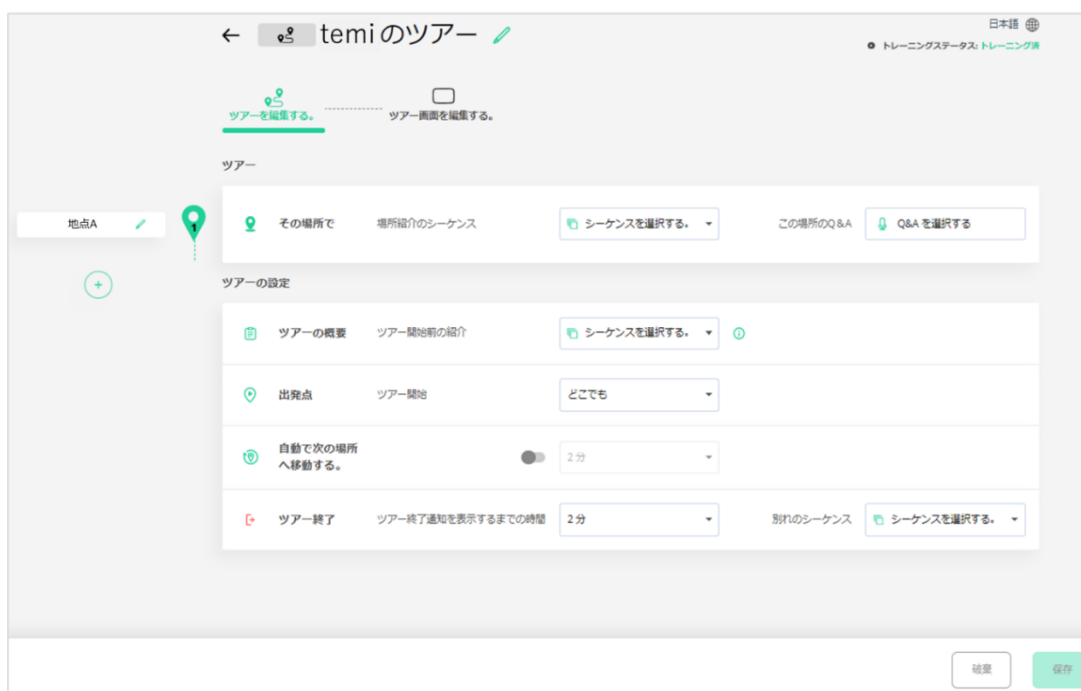 temiのツアー
日本語
トレーニングステータス: トレーニング済
ツアーを編集する。
ツアー画面を編集する。
ツアー
地点A
1
その場所で
場所紹介のシーケンス
シーケンスを選択する。
この場所のQ&A
Q&A を選択する
ツアーの設定
ツアーの概要
ツアー開始前の紹介
シーケンスを選択する。
出発点
ツアー開始
どこでも
自動で次の場所
へ移動する。
2 分
ツアー終了
ツアー終了通知を表示するまでの時間
2 分
別れのシーケンス
シーケンスを選択する。
破棄
保存